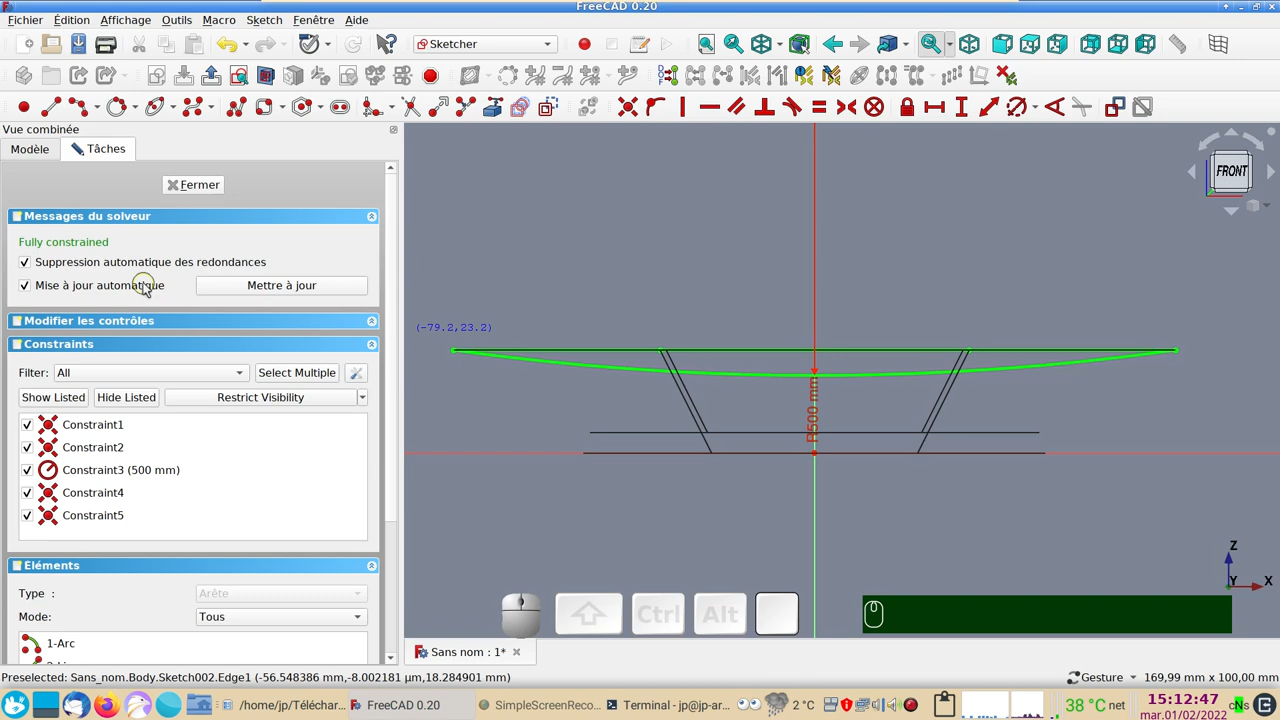 FreeCAD 0.20
Fichier Édition Affichage Outils Macro Sketch Fenêtre Aide
Sketcher
Vue combinée
Modèle Tâches
Fermer
Messages du solveur
Fully constrained
Suppression automatique des redondances
Mise à jour automatique Mettre à jour
Modifier les contrôles
Constraints
Filter: All Select Multiple
Show Listed Hide Listed Restrict Visibility
Constraint1
Constraint2
Constraint3 (500 mm)
Constraint4
Constraint5
Eléments
Type : Arête
Mode: Tous
1-Arc
(-79.2,23.2)
R500 mm
FRONT
Z
Y X
Ctrl Alt
Sans nom : 1*
Preselected: Sans_nom.Body.Sketch002.Edge1 (-56.548386 mm,-8.002181 µm,18.284901 mm) Gesture 169,99 mm x 100,00 mm
/home/jp/Téléchar... FreeCAD 0.20 SimpleScreenReco... Terminal - jp@jp-ar... 2 °C 38 °C net 15:12:47 cNs
mar.01/02/2022